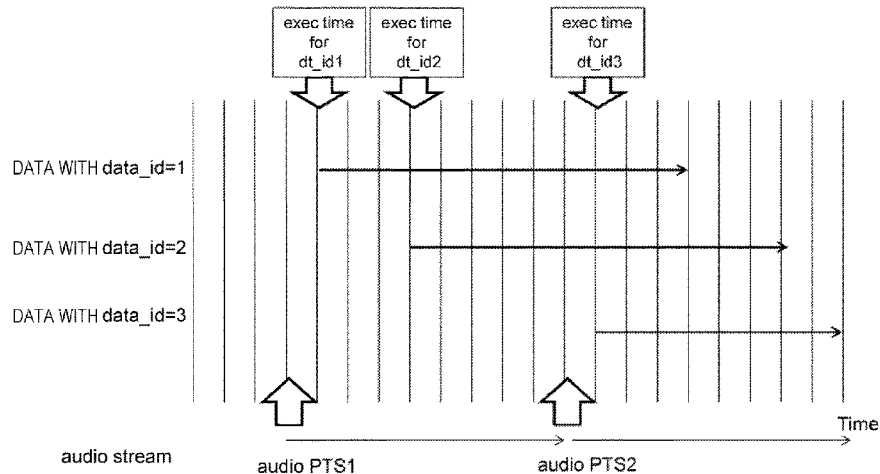 exec time
for
dt_id1
exec time
for
dt_id2
exec time
for
dt_id3
DATA WITH data_id=1
DATA WITH data_id=2
DATA WITH data_id=3
Time
audio stream
audio PTS1
audio PTS2